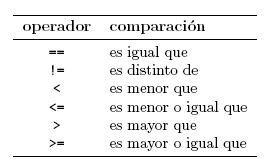 operador comparación
== es igual que
!= es distinto de
< es menor que
<= es menor o igual que
> es mayor que
>= es mayor o igual que